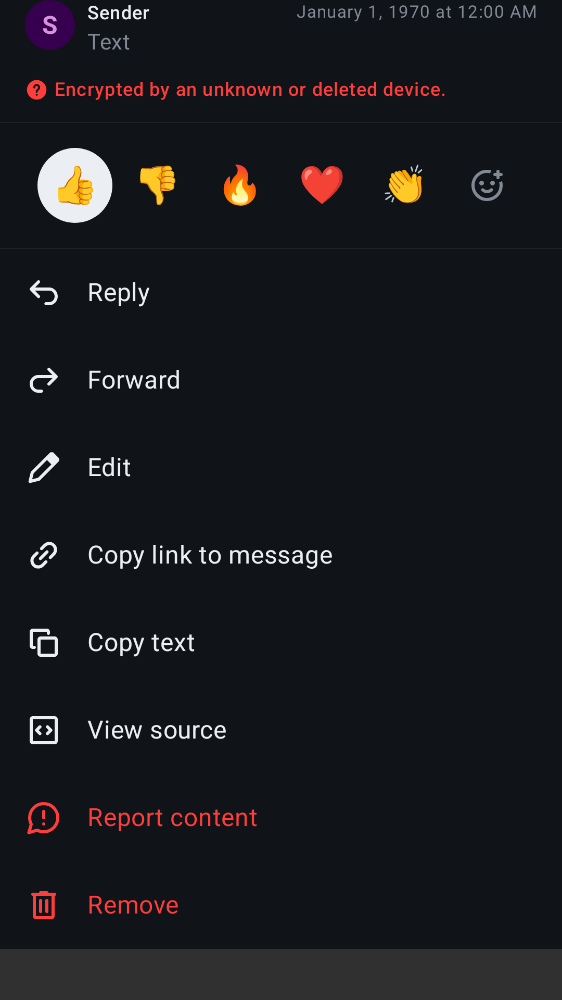 S
Sender
January 1, 1970 at 12:00 AM
Text
Encrypted by an unknown or deleted device.
Reply
Forward
Edit
Copy link to message
Copy text
View source
Report content
Remove